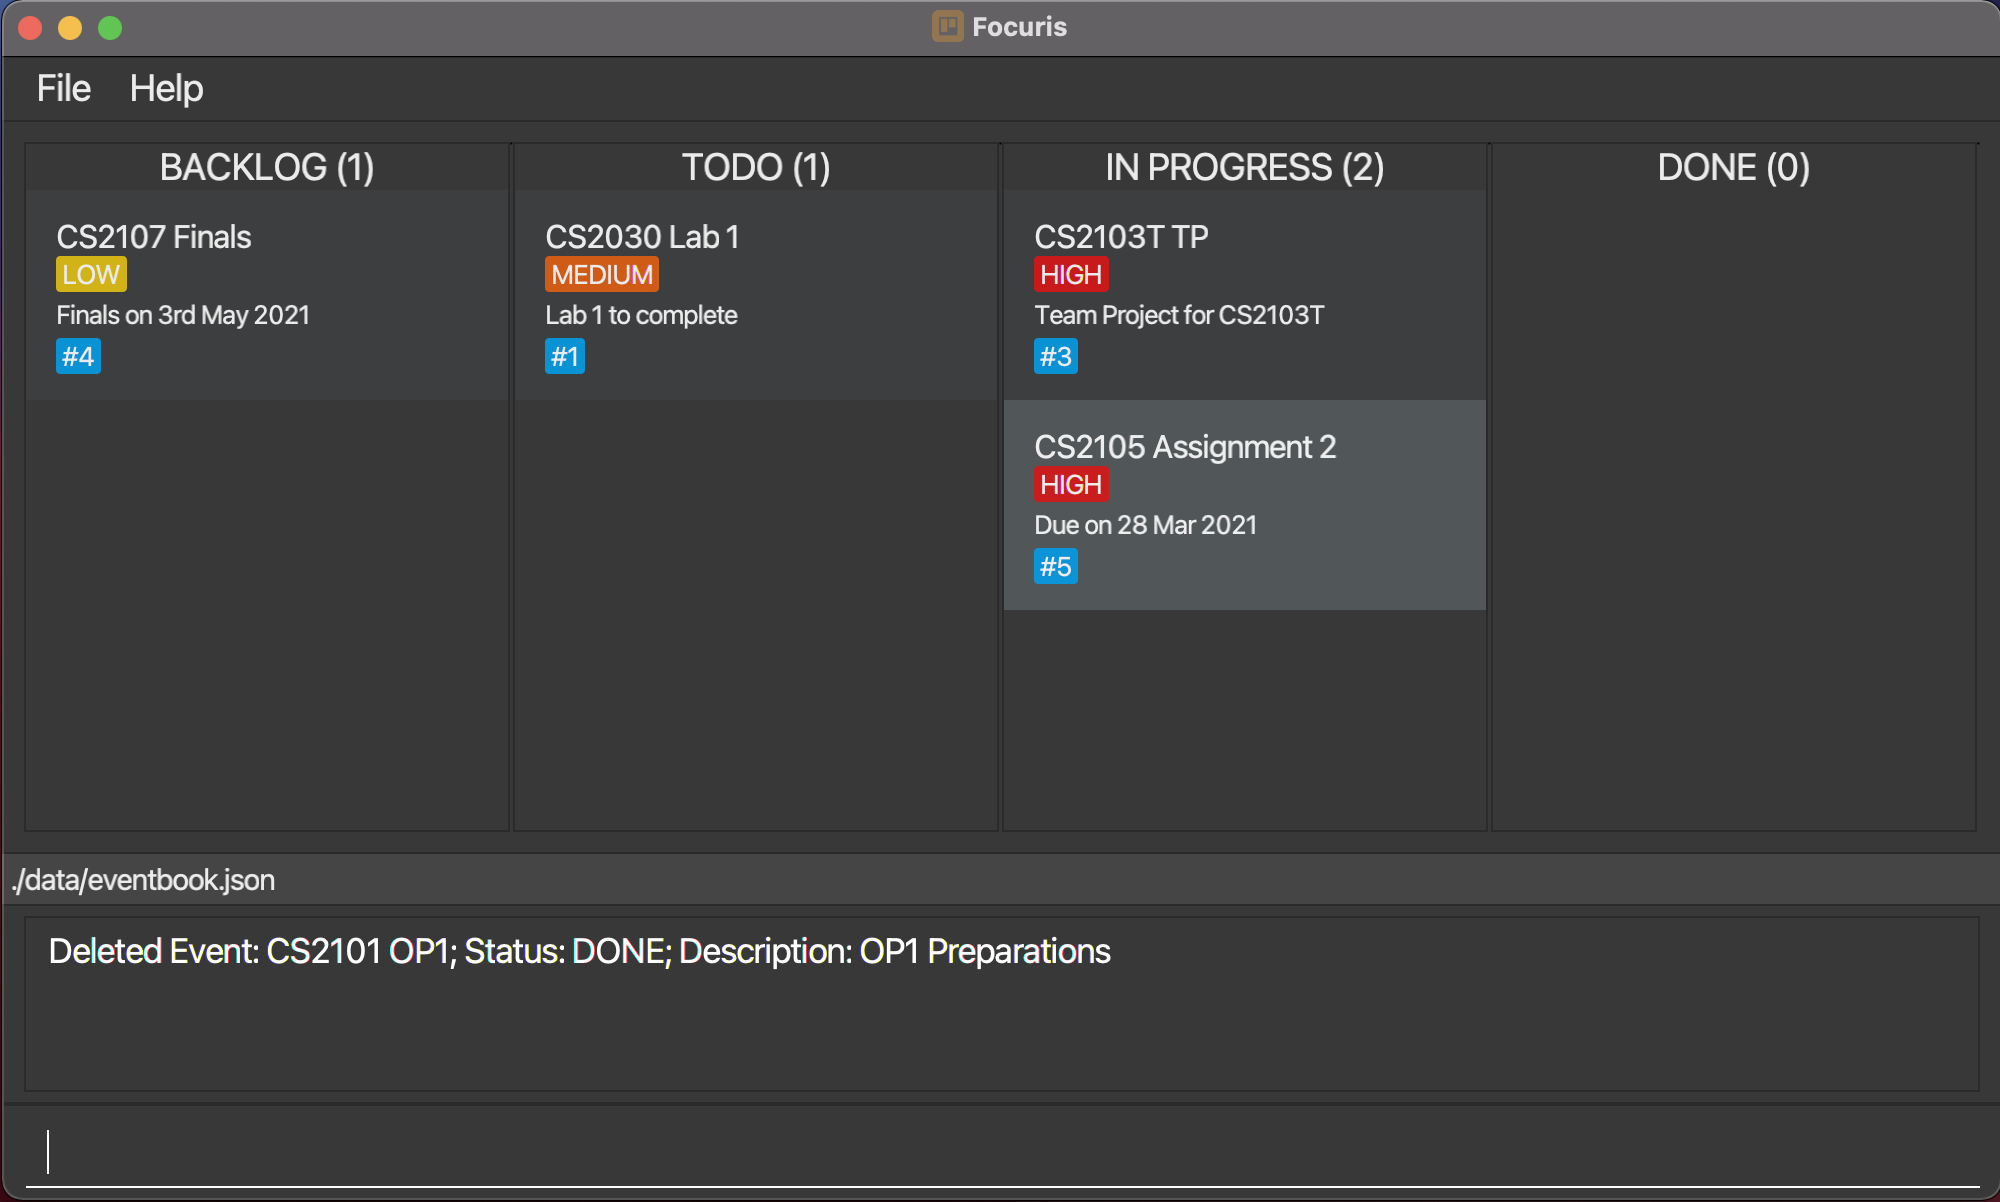 Focuris
File Help
BACKLOG (1)
CS2107 Finals
LOW
Finals on 3rd May 2021
#4
TODO (1)
CS2030 Lab 1
MEDIUM
Lab 1 to complete
#1
IN PROGRESS (2)
CS2103T TP
HIGH
Team Project for CS2103T
#3
CS2105 Assignment 2
HIGH
Due on 28 Mar 2021
#5
DONE (0)
./data/eventbook.json
Deleted Event: CS2101 OP1; Status: DONE; Description: OP1 Preparations